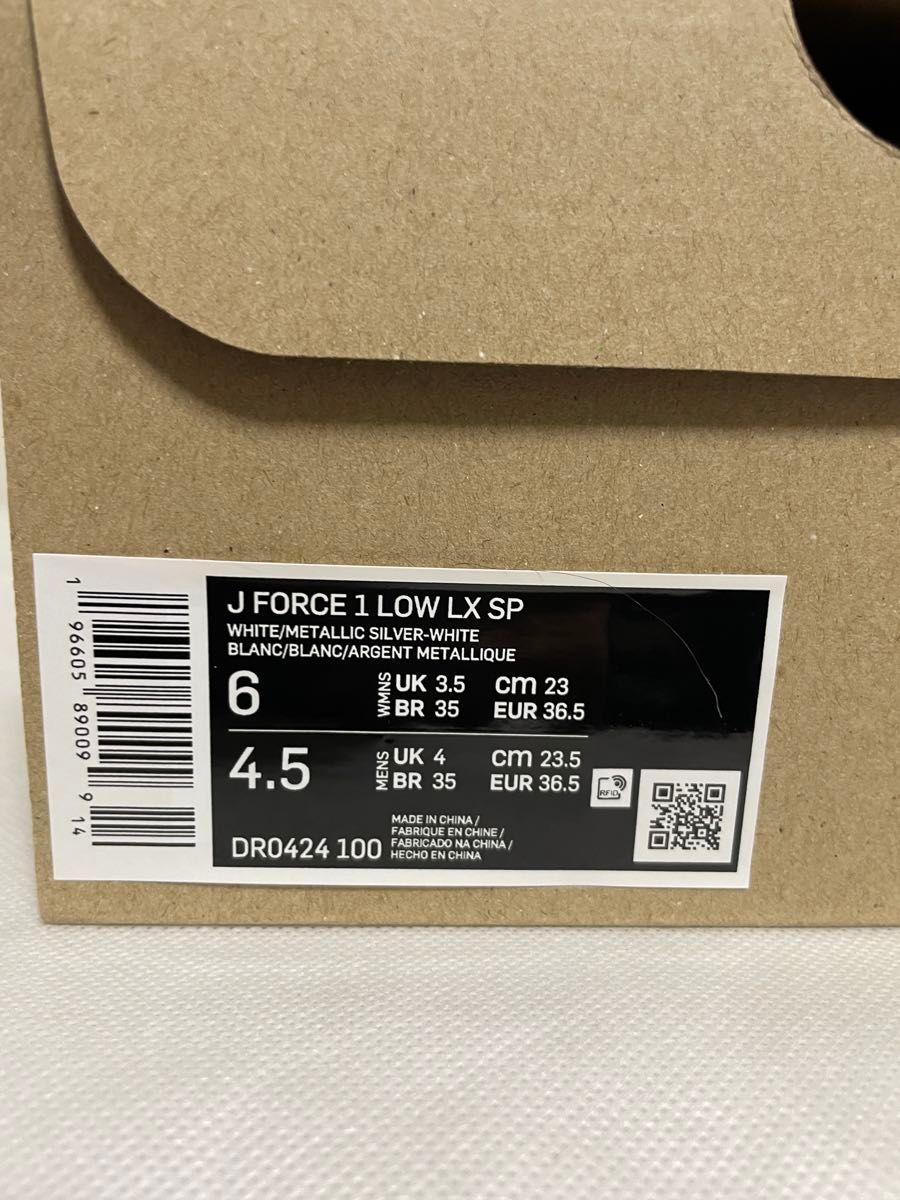 J FORCE 1 LOW LX SP
WHITE/METALLIC SILVER-WHITE
BLANC/BLANC/ARGENT METALLIQUE
6 WMNS UK 3.5 cm 23
BR 35 EUR 36.5
4.5 MENS UK 4 cm 23.5
BR 35 EUR 36.5
RFID
DR0424 100
MADE IN CHINA /
FABRIQUE EN CHINE /
FABRICADO NA CHINA /
HECHO EN CHINA
1 96605 89009 9 14